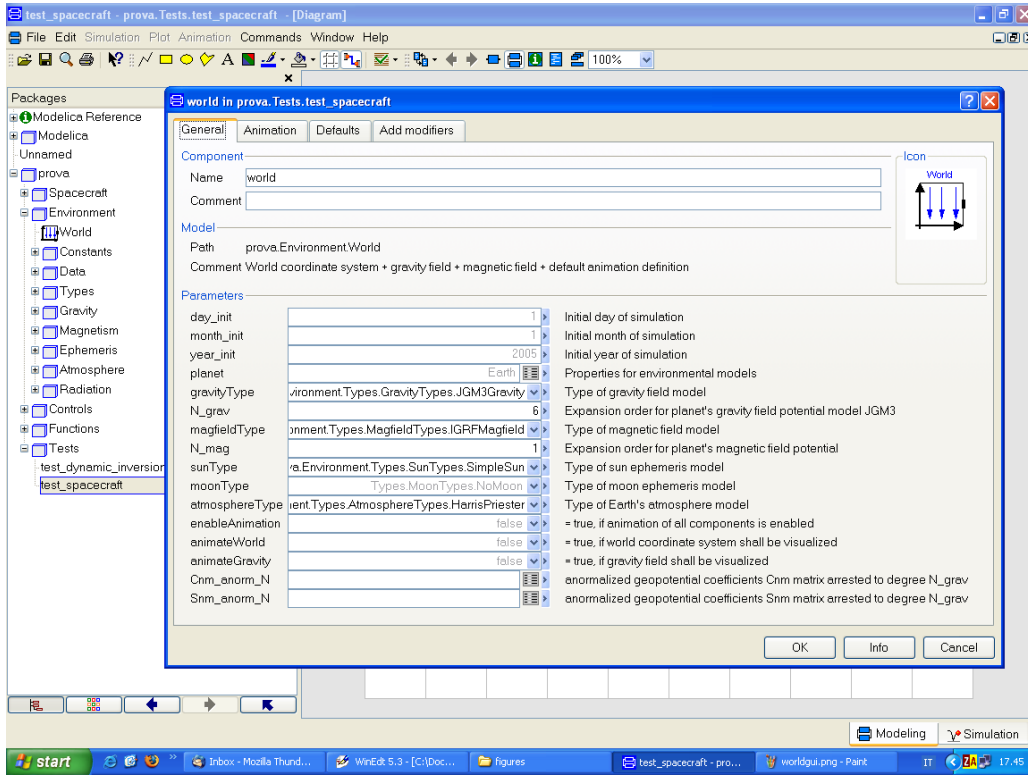 test_spacecraft - prova.Tests.test_spacecraft - [Diagram]
File Edit Simulation Plot Animation Commands Window Help
100%
Packages
Modelica Reference
Modelica
Unnamed
prova
Spacecraft
Environment
World
Constants
Data
Types
Gravity
Magnetism
Ephemeris
Atmosphere
Radiation
Controls
Functions
Tests
test_dynamic_inversion
test_spacecraft
world in prova.Tests.test_spacecraft
General Animation Defaults Add modifiers
Component
Name world
Comment
Icon
World
Model
Path prova.Environment.World
Comment World coordinate system + gravity field + magnetic field + default animation definition
Parameters
day_init 1 Initial day of simulation
month_init 1 Initial month of simulation
year_init 2005 Initial year of simulation
planet Earth Properties for environmental models
gravityType vironment.Types.GravityTypes.JGM3Gravity Type of gravity field model
N_grav 6 Expansion order for planet's gravity field potential model JGM3
magfieldType onment.Types.MagfieldTypes.IGRFMagfield Type of magnetic field model
N_mag 1 Expansion order for planet's magnetic field potential
sunType va.Environment.Types.SunTypes.SimpleSun Type of sun ephemeris model
moonType Types.MoonTypes.NoMoon Type of moon ephemeris model
atmosphereType nent.Types.AtmosphereTypes.HarrisPriester Type of Earth's atmosphere model
enableAnimation false = true, if animation of all components is enabled
animateWorld false = true, if world coordinate system shall be visualized
animateGravity false = true, if gravity field shall be visualized
Cnm_anorm_N anormalized geopotential coefficients Cnm matrix arrested to degree N_grav
Snm_anorm_N anormalized geopotential coefficients Snm matrix arrested to degree N_grav
OK Info Cancel
Modeling Simulation
start Inbox - Mozilla Thund... WinEdt 5.3 - [C:\Doc... figures test_spacecraft - pro... worldgui.png - Paint IT ZA 17.45